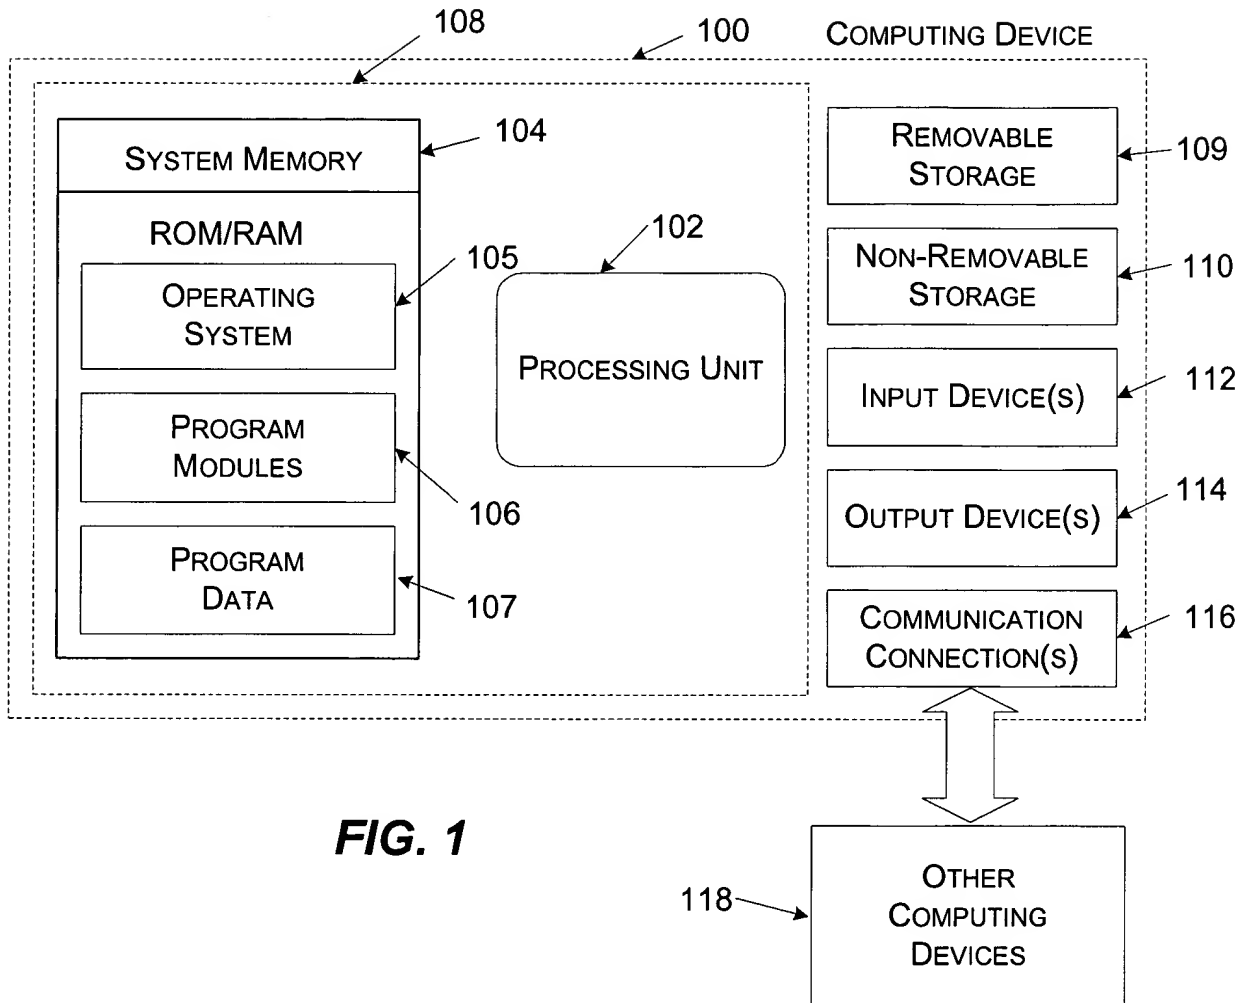 108
100
COMPUTING DEVICE
104
SYSTEM MEMORY
ROM/RAM
105
OPERATING
SYSTEM
PROGRAM
MODULES
106
PROGRAM
DATA
107
102
PROCESSING UNIT
REMOVABLE
STORAGE
109
NON-REMOVABLE
STORAGE
110
INPUT DEVICE(S)
112
OUTPUT DEVICE(S)
114
COMMUNICATION
CONNECTION(S)
116
FIG. 1
118
OTHER
COMPUTING
DEVICES